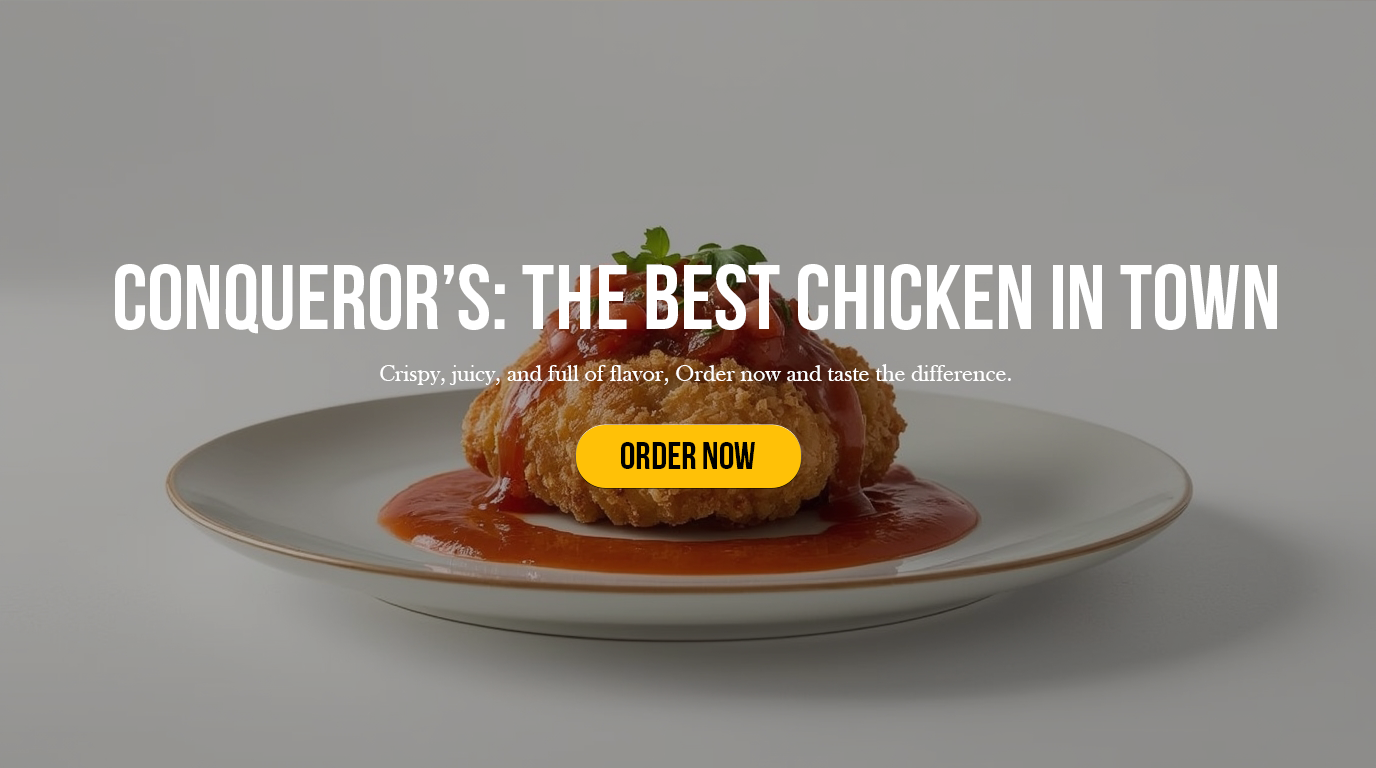 CONQUEROR’S: THE BEST CHICKEN IN TOWN
Crispy, juicy, and full of flavor, Order now and taste the difference.
ORDER NOW